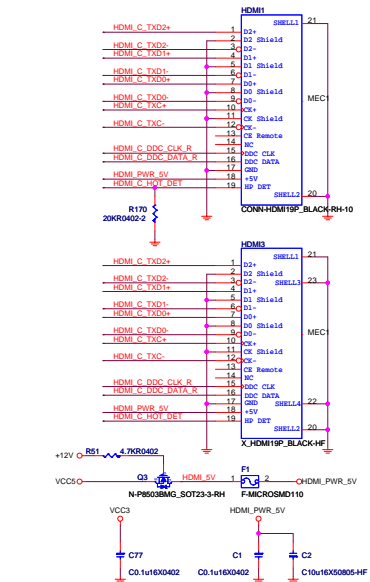 HDMI1
SHELL1 21
HDMI_C_TXD2+ 1 D2+
2 D2 Shield
HDMI_C_TXD2- 3 D2-
HDMI_C_TXD1+ 4 D1+
5 D1 Shield
HDMI_C_TXD1- 6 D1-
HDMI_C_TXD0+ 7 D0+
8 D0 Shield
HDMI_C_TXD0- 9 D0-
MEC1
HDMI_C_TXC+ 10 CK+
11 CK Shield
HDMI_C_TXC- 12 CK-
13 CE Remote
14 NC
HDMI_C_DDC_CLK_R 15 DDC CLK
HDMI_C_DDC_DATA_R 16 DDC DATA
17 GND
HDMI_PWR_5V 18 +5V
HDMI_C_HOT_DET 19 HP DET
SHELL2 20
R170
20KR0402-2
CONN-HDMI19P_BLACK-RH-10
HDMI3
SHELL1 21
HDMI_C_TXD2+ 1 D2+
2 D2 Shield
HDMI_C_TXD2- 3 D2- SHELL3 23
HDMI_C_TXD1+ 4 D1+
5 D1 Shield
HDMI_C_TXD1- 6 D1-
HDMI_C_TXD0+ 7 D0+
8 D0 Shield
HDMI_C_TXD0- 9 D0-
MEC1
HDMI_C_TXC+ 10 CK+
11 CK Shield
HDMI_C_TXC- 12 CK-
13 CE Remote
14 NC
HDMI_C_DDC_CLK_R 15 DDC CLK
HDMI_C_DDC_DATA_R 16 DDC DATA
17 GND SHELL4 22
HDMI_PWR_5V 18 +5V
HDMI_C_HOT_DET 19 HP DET
SHELL2 20
X_HDMI19P_BLACK-HF
+12V R51 4.7KR0402
VCC5 Q3 HDMI_5V 1 F1 2 HDMI_PWR_5V
N-P8503BMG_SOT23-3-RH F-MICROSMD110
VCC3 HDMI_PWR_5V
C77 C1 C2
C0.1u16X0402 C0.1u16X0402 C10u16X50805-HF